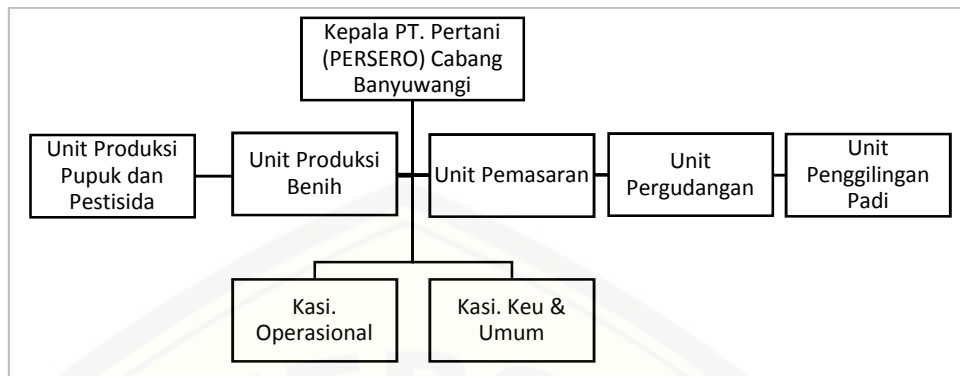 Kepala PT. Pertani
(PERSERO) Cabang
Banyuwangi
Unit Produksi
Pupuk dan
Pestisida
Unit Produksi
Benih
Unit Pemasaran
Unit
Pergudangan
Unit
Penggilingan
Padi
Kasi.
Operasional
Kasi. Keu &
Umum